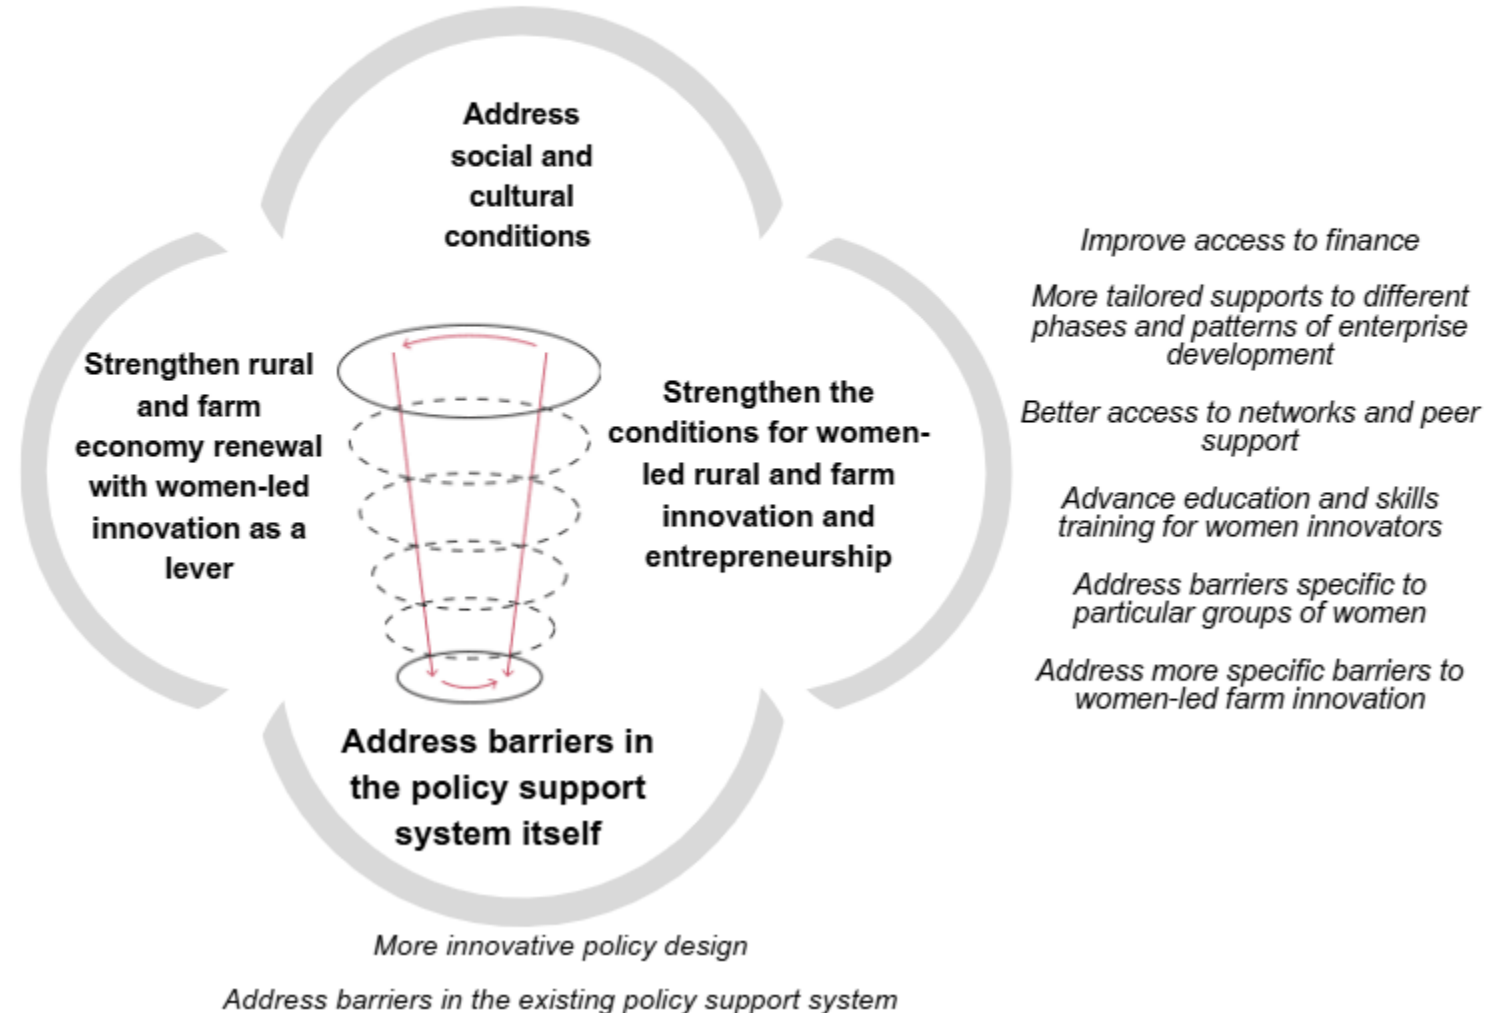 Address
social and
cultural
conditions
Strengthen rural
and farm
economy renewal
with women-led
innovation as a
lever
Strengthen the
conditions for women-
led rural and farm
innovation and
entrepreneurship
Improve access to finance
More tailored supports to different
phases and patterns of enterprise
development
Better access to networks and peer
support
Advance education and skills
training for women innovators
Address barriers specific to
particular groups of women
Address more specific barriers to
women-led farm innovation
Address barriers in
the policy support
system itself
More innovative policy design
Address barriers in the existing policy support system